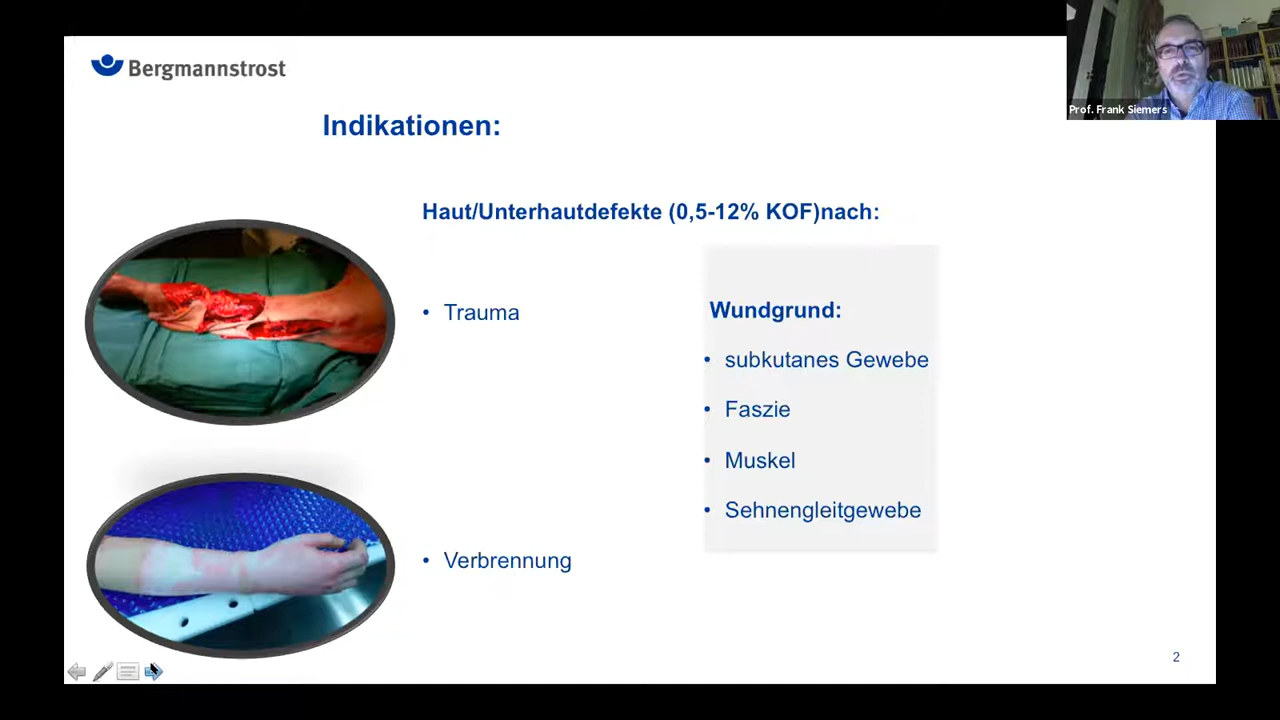 Bergmannstrost
Prof. Frank Siemers
Indikationen:
Haut/Unterhautdefekte (0,5-12% KOF)nach:
• Trauma
• Verbrennung
Wundgrund:
• subkutanes Gewebe
• Faszie
• Muskel
• Sehnengleitgewebe
2